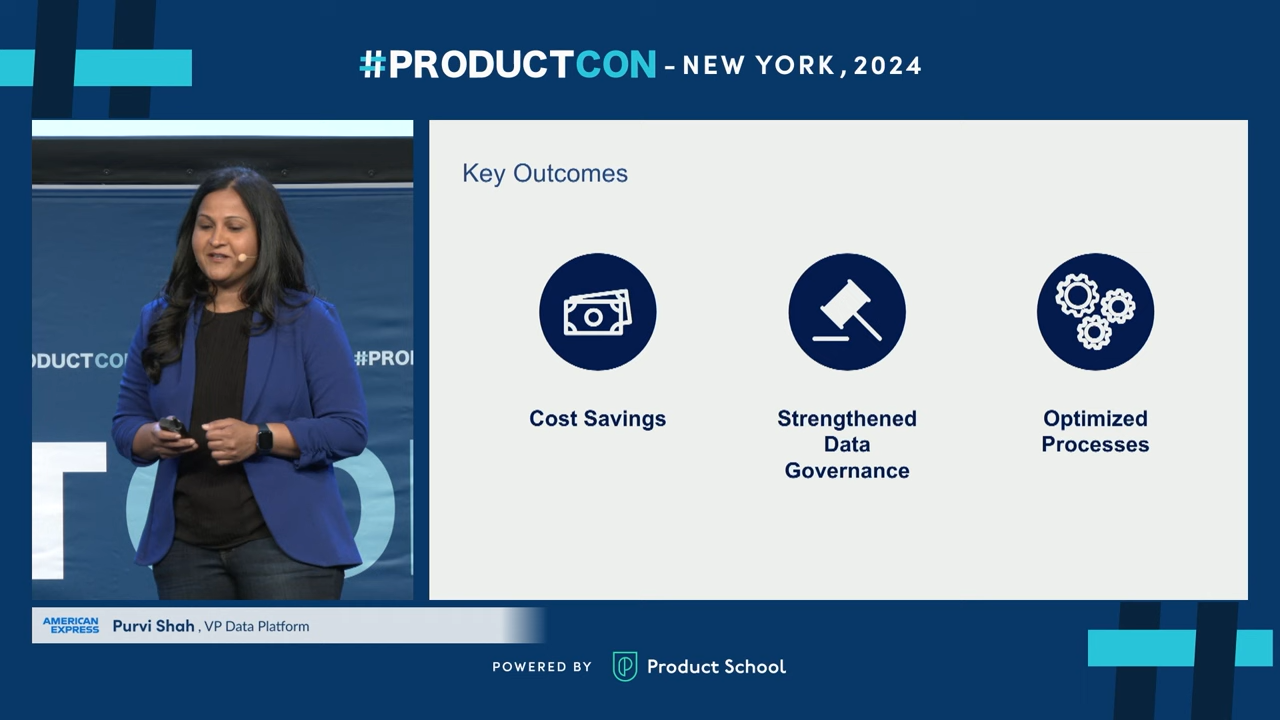 #PRODUCTCON - NEW YORK, 2024
Key Outcomes
Cost Savings
Strengthened
Data
Governance
Optimized
Processes
ODUCTCON
#PRO
T
AMERICAN
EXPRESS
Purvi Shah, VP Data Platform
POWERED BY Product School